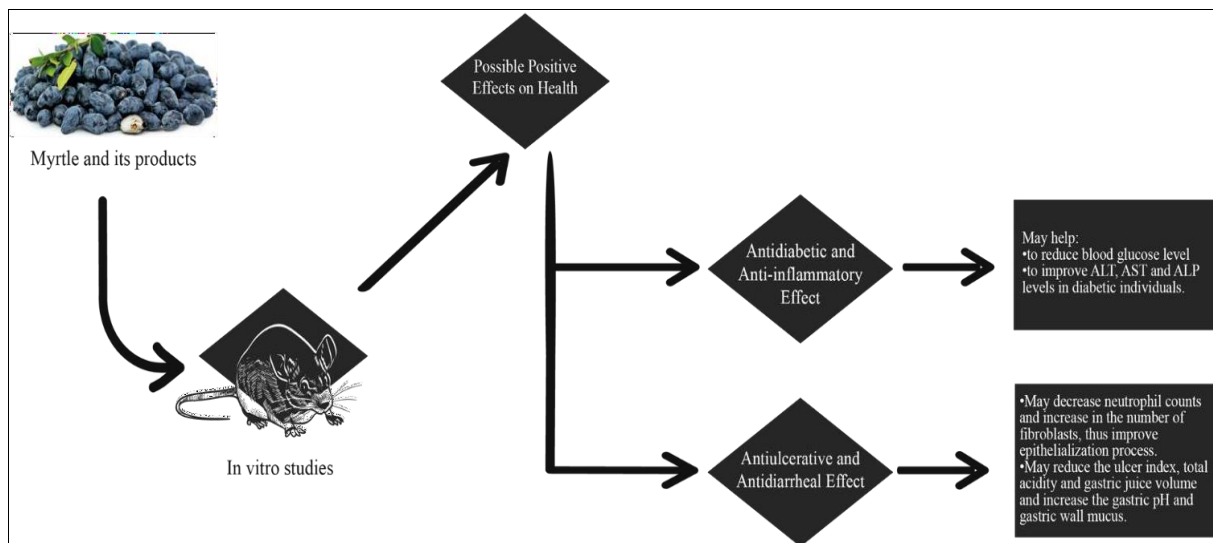 Myrtle and its products
In vitro studies
Possible Positive
Effects on Health
Antidiabetic and
Anti-inflammatory
Effect
May help:
•to reduce blood glucose level
•to improve ALT, AST and ALP
levels in diabetic individuals.
Antiulcerative and
Antidiarrheal Effect
•May decrease neutrophil counts
and increase in the number of
fibroblasts, thus improve
epithelialization process.
•May reduce the ulcer index, total
acidity and gastric juice volume
and increase the gastric pH and
gastric wall mucus.